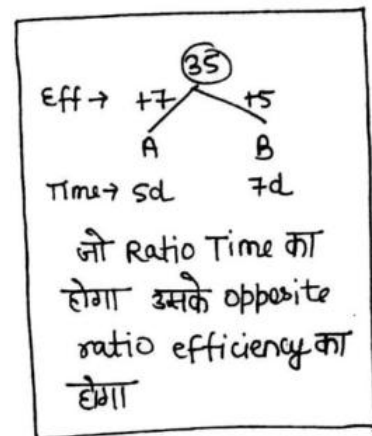 35
Eff → +7 +5
A B
Time → 5d 7d
जो Ratio Time का
होगा उसके opposite
ratio efficiency का
होगा